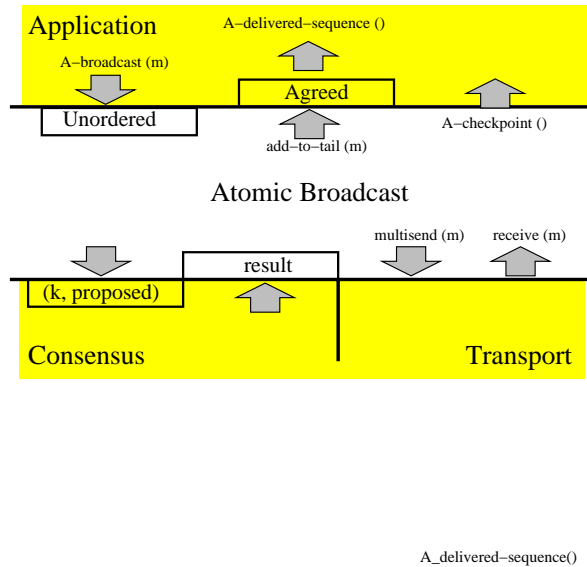 Application
A−delivered−sequence ()
A−broadcast (m)
Agreed
Unordered
add−to−tail (m)
A−checkpoint ()
Atomic Broadcast
multisend (m)
receive (m)
result
(k, proposed)
Consensus
Transport
A_delivered−sequence()